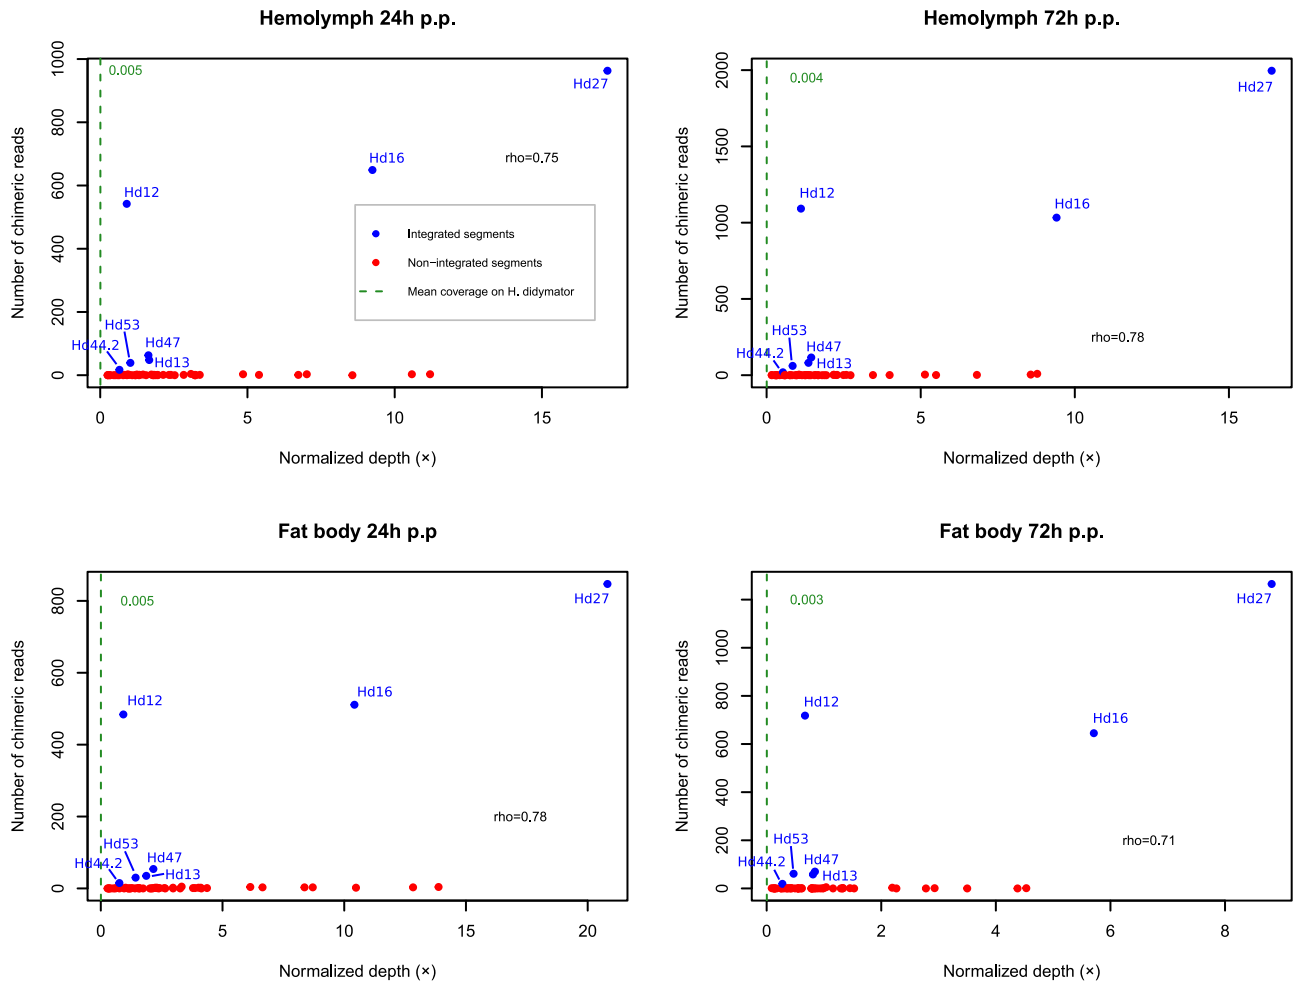 Hemolymph 24h p.p.
Number of chimeric reads
0
200
400
600
800
1000
0.005
Hd27
Hd16
rho=0.75
Hd12
Integrated segments
Non−integrated segments
Mean coverage on H. didymator
Hd53
Hd47
Hd44.2
Hd13
0
5
10
15
Normalized depth (×)
Hemolymph 72h p.p.
Number of chimeric reads
0
500
1000
1500
2000
0.004
Hd27
Hd12
Hd16
rho=0.78
Hd53
Hd47
Hd44.2
Hd13
0
5
10
15
Normalized depth (×)
Fat body 24h p.p
Number of chimeric reads
0
200
400
600
800
0.005
Hd27
Hd12
Hd16
rho=0.78
Hd53
Hd47
Hd44.2
Hd13
0
5
10
15
20
Normalized depth (×)
Fat body 72h p.p.
Number of chimeric reads
0
200
400
600
800
1000
0.003
Hd27
Hd12
Hd16
rho=0.71
Hd53
Hd47
Hd44.2
Hd13
0
2
4
6
8
Normalized depth (×)